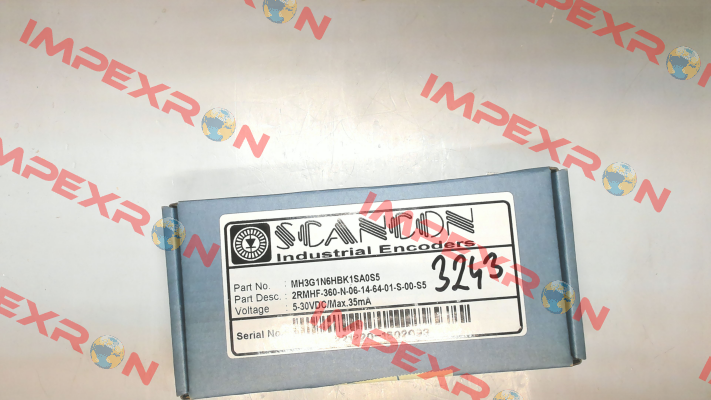 IMPEXRON
IMPEXRON
IMPEXRON
IMPEXRON
IMPEXRON
SCANCON
Industrial Encoders
Part No. : MH3G1N6HBK1SA0S5
Part Desc. : 2RMHF-360-N-06-14-64-01-S-00-S5
Voltage : 5-30VDC/Max.35mA
3243
Serial No.